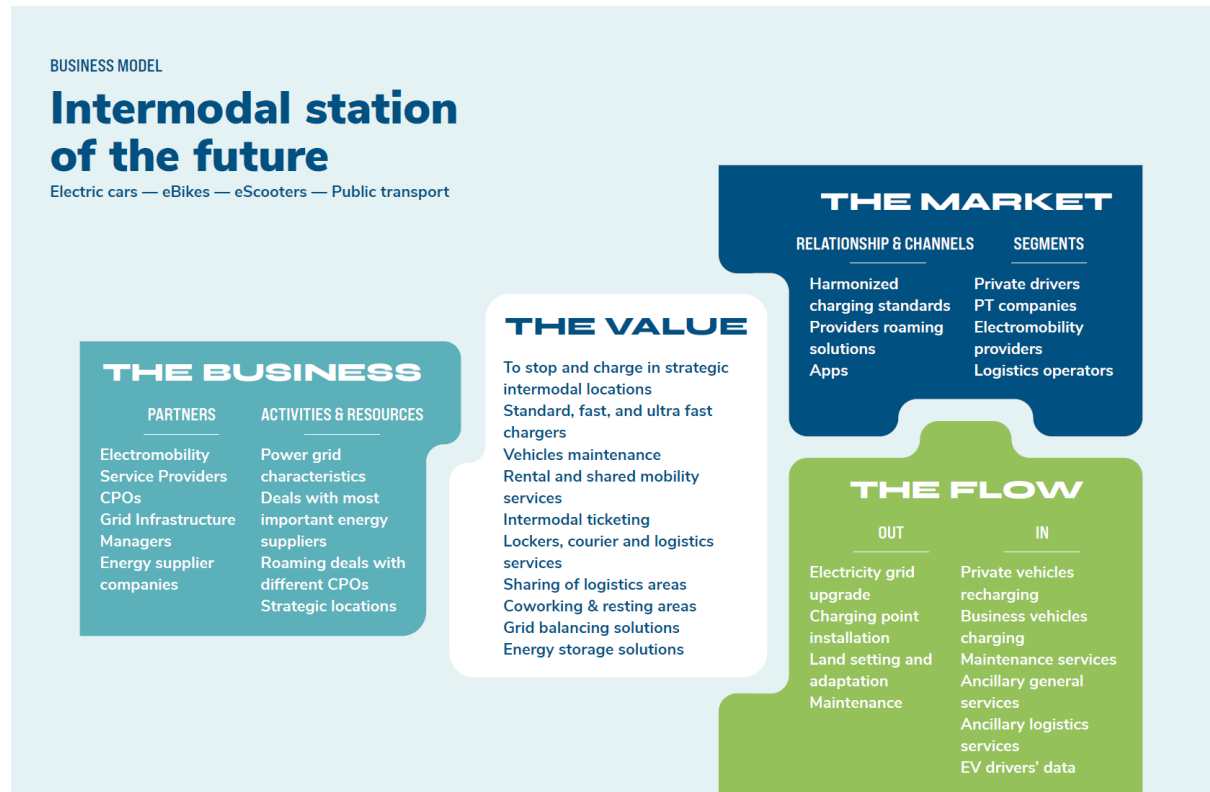 BUSINESS MODEL
Intermodal station
of the future
Electric cars — eBikes — eScooters — Public transport
THE BUSINESS
PARTNERS
Electromobility
Service Providers
CPOs
Grid Infrastructure
Managers
Energy supplier
companies
ACTIVITIES & RESOURCES
Power grid
characteristics
Deals with most
important energy
suppliers
Roaming deals with
different CPOs
Strategic locations
THE VALUE
To stop and charge in strategic
intermodal locations
Standard, fast, and ultra fast
chargers
Vehicles maintenance
Rental and shared mobility
services
Intermodal ticketing
Lockers, courier and logistics
services
Sharing of logistics areas
Coworking & resting areas
Grid balancing solutions
Energy storage solutions
THE MARKET
RELATIONSHIP & CHANNELS
Harmonized
charging standards
Providers roaming
solutions
Apps
SEGMENTS
Private drivers
PT companies
Electromobility
providers
Logistics operators
THE FLOW
OUT
Electricity grid
upgrade
Charging point
installation
Land setting and
adaptation
Maintenance
IN
Private vehicles
recharging
Business vehicles
charging
Maintenance services
Ancillary general
services
Ancillary logistics
services
EV drivers’ data